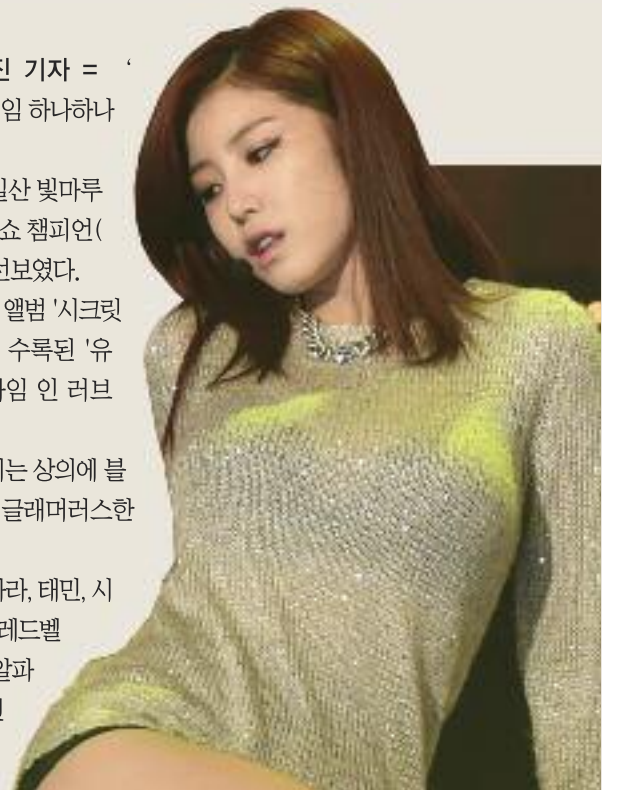 진 기자 = ‘
임 하나하나
일산 빛마루
쇼 챔피언(
선보였다.
앨범 '시크릿
수록된 '유
타임 인 러브
는 상의에 블
글래머러스한
라, 태민, 시
레드벨
알파